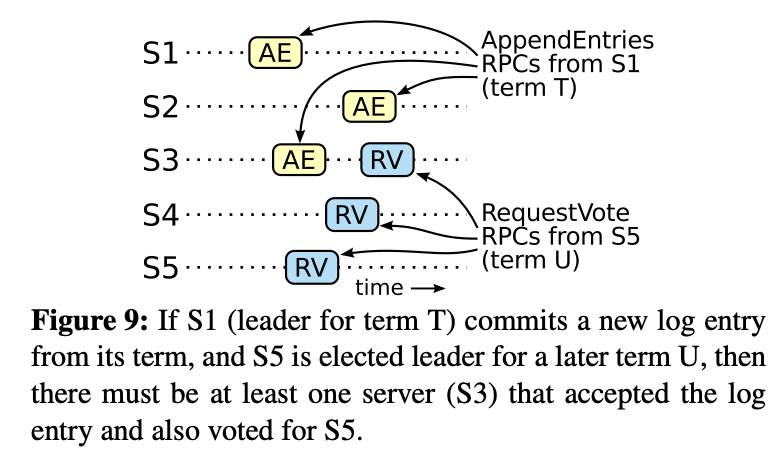 S1 AE AppendEntries
RPCs from S1
(term T)
S2 AE
S3 AE RV
S4 RV RequestVote
RPCs from S5
(term U)
S5 RV
time
Figure 9: If S1 (leader for term T) commits a new log entry
from its term, and S5 is elected leader for a later term U, then
there must be at least one server (S3) that accepted the log
entry and also voted for S5.